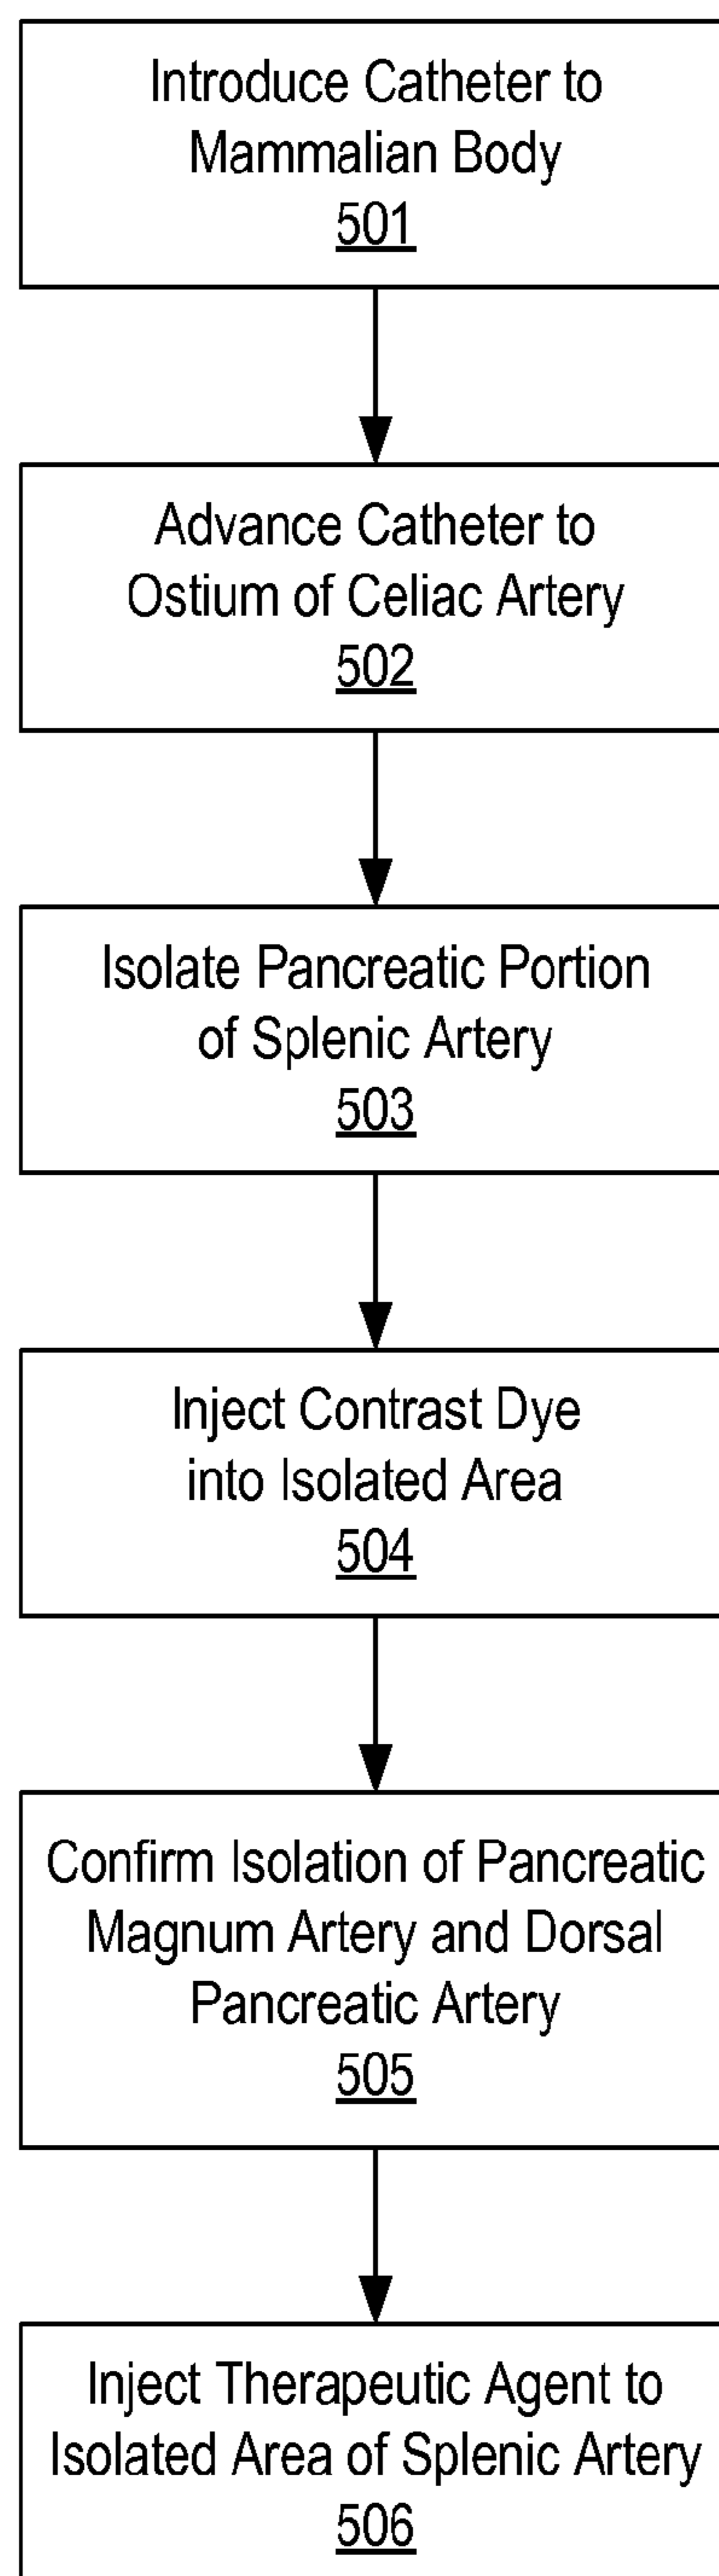 Introduce Catheter to
Mammalian Body
501
Advance Catheter to
Ostium of Celiac Artery
502
Isolate Pancreatic Portion
of Splenic Artery
503
Inject Contrast Dye
into Isolated Area
504
Confirm Isolation of Pancreatic
Magnum Artery and Dorsal
Pancreatic Artery
505
Inject Therapeutic Agent to
Isolated Area of Splenic Artery
506